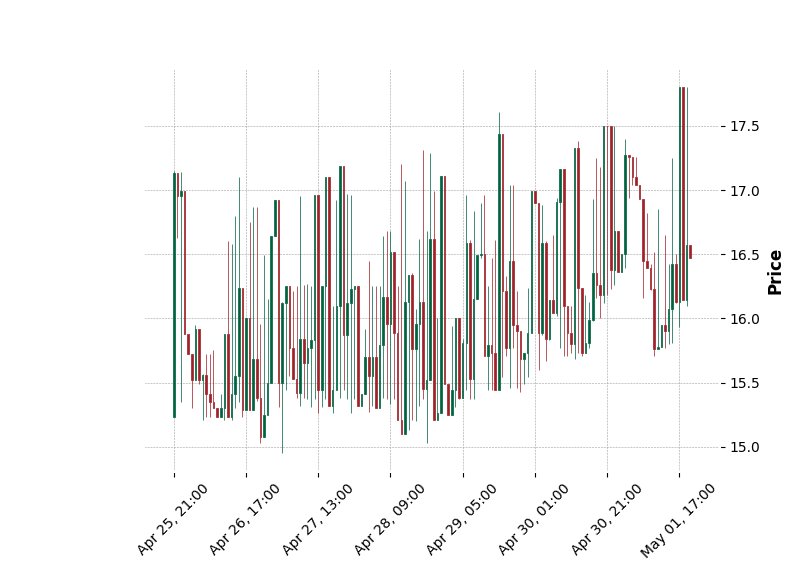 17.5
17.0
16.5
16.0
15.5
15.0
Price
Apr 25, 21:00
Apr 26, 17:00
Apr 27, 13:00
Apr 28, 09:00
Apr 29, 05:00
Apr 30, 01:00
Apr 30, 21:00
May 01, 17:00